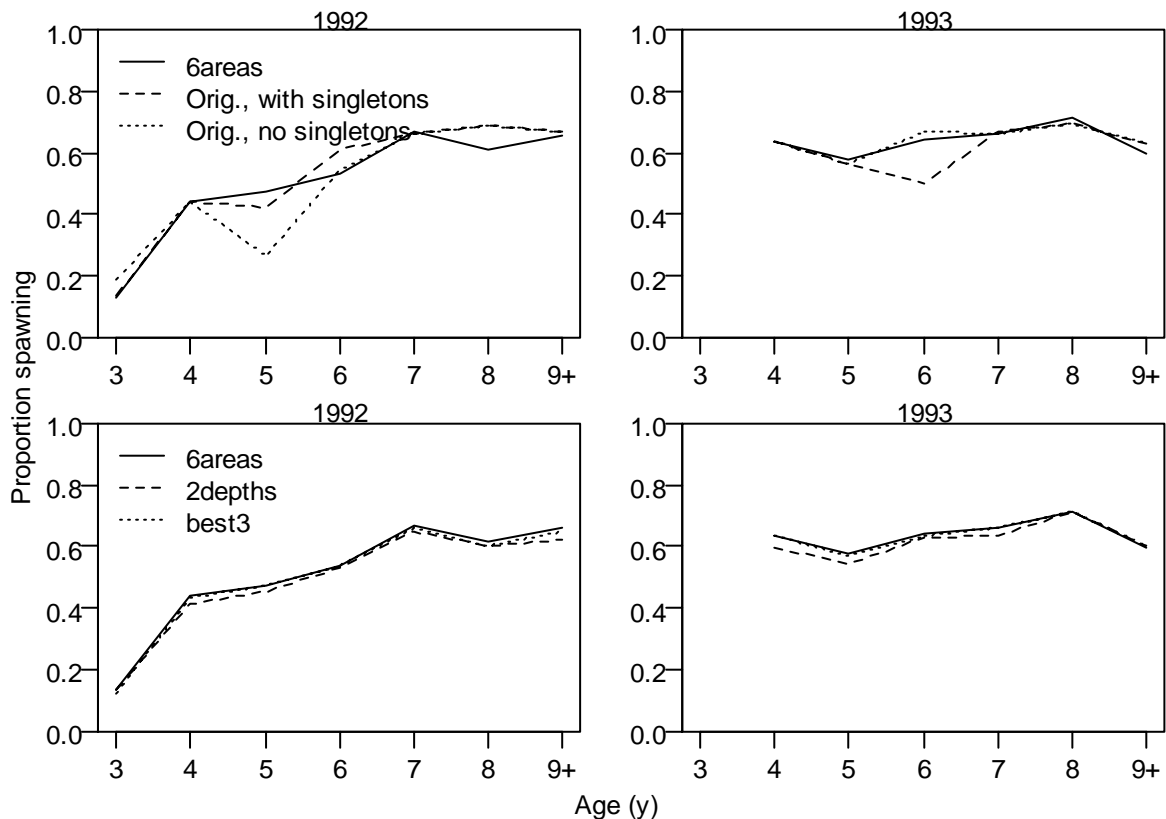 1992
1.0
0.8
0.6
0.4
0.2
0.0
6areas
Orig., with singletons
Orig., no singletons
3 4 5 6 7 8 9+
1993
1.0
0.8
0.6
0.4
0.2
0.0
3 4 5 6 7 8 9+
Proportion spawning
1992
1.0
0.8
0.6
0.4
0.2
0.0
6areas
2depths
best3
3 4 5 6 7 8 9+
1993
1.0
0.8
0.6
0.4
0.2
0.0
3 4 5 6 7 8 9+
Age (y)